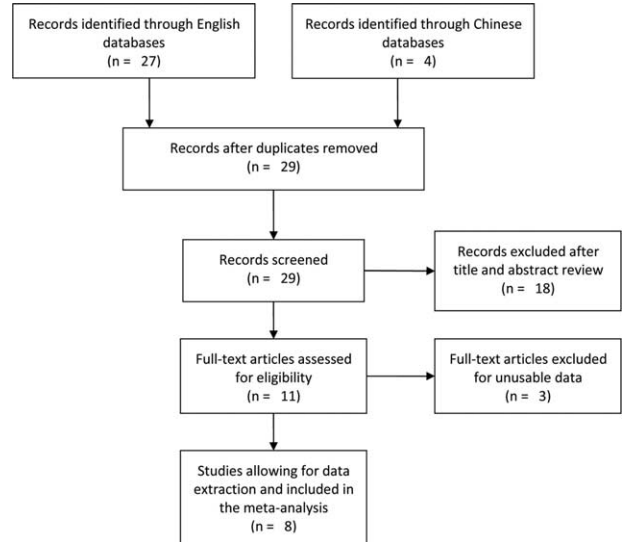 Records identified through English
databases
(n = 27)
Records identified through Chinese
databases
(n = 4)
Records after duplicates removed
(n = 29)
Records screened
(n = 29)
Records excluded after
title and abstract review
(n = 18)
Full-text articles assessed
for eligibility
(n = 11)
Full-text articles excluded
for unusable data
(n = 3)
Studies allowing for data
extraction and included in
the meta-analysis
(n = 8)